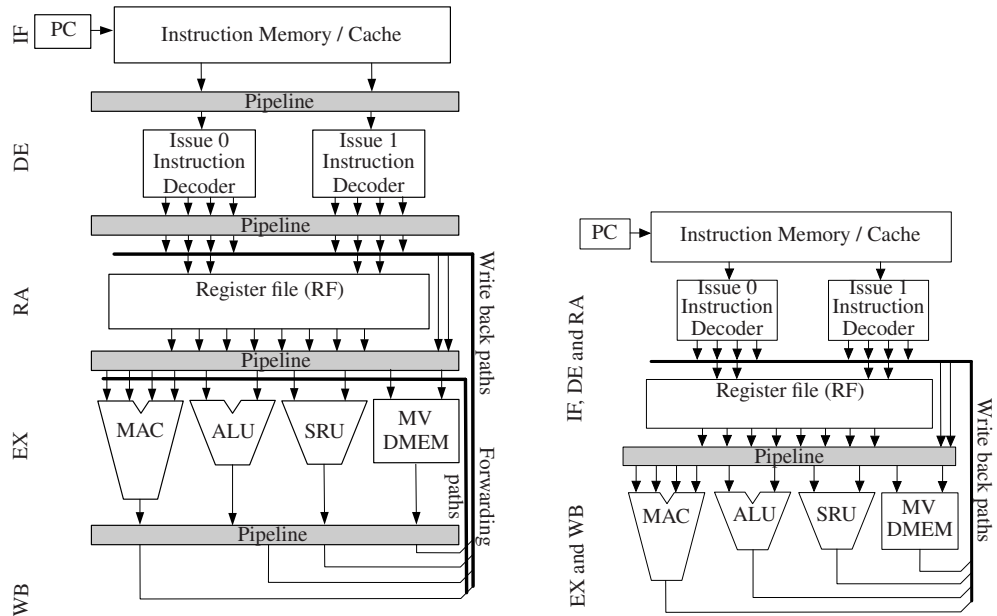 IF
PC
Instruction Memory / Cache
Pipeline
DE
Issue 0
Instruction
Decoder
Issue 1
Instruction
Decoder
Pipeline
RA
Register file (RF)
Write back paths
Pipeline
EX
MAC
ALU
SRU
MV
DMEM
Forwarding
paths
Pipeline
WB
PC
Instruction Memory / Cache
IF, DE and RA
Issue 0
Instruction
Decoder
Issue 1
Instruction
Decoder
Register file (RF)
Write back paths
Pipeline
EX and WB
MAC
ALU
SRU
MV
DMEM